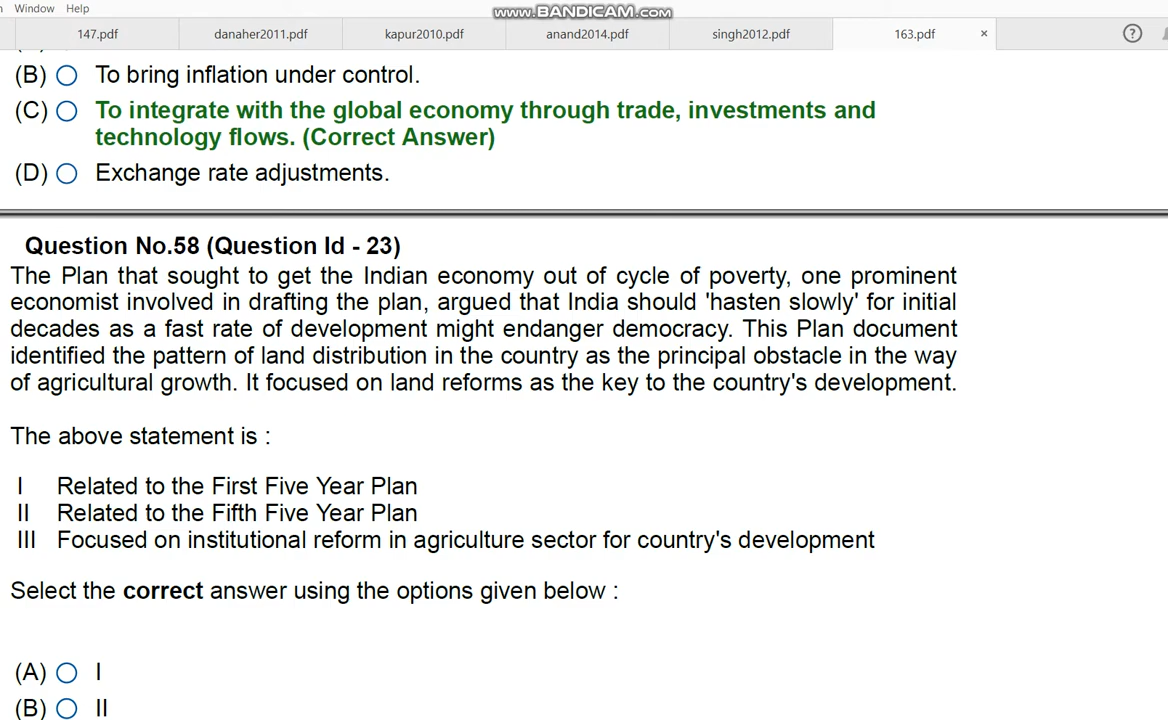 Window Help
www.BANDICAM.com
147.pdf danaher2011.pdf kapur2010.pdf anand2014.pdf singh2012.pdf 163.pdf × ?
(B) To bring inflation under control.
(C) To integrate with the global economy through trade, investments and
technology flows. (Correct Answer)
(D) Exchange rate adjustments.
Question No.58 (Question Id - 23)
The Plan that sought to get the Indian economy out of cycle of poverty, one prominent
economist involved in drafting the plan, argued that India should 'hasten slowly' for initial
decades as a fast rate of development might endanger democracy. This Plan document
identified the pattern of land distribution in the country as the principal obstacle in the way
of agricultural growth. It focused on land reforms as the key to the country's development.
The above statement is :
I Related to the First Five Year Plan
II Related to the Fifth Five Year Plan
III Focused on institutional reform in agriculture sector for country's development
Select the correct answer using the options given below :
(A) I
(B) II